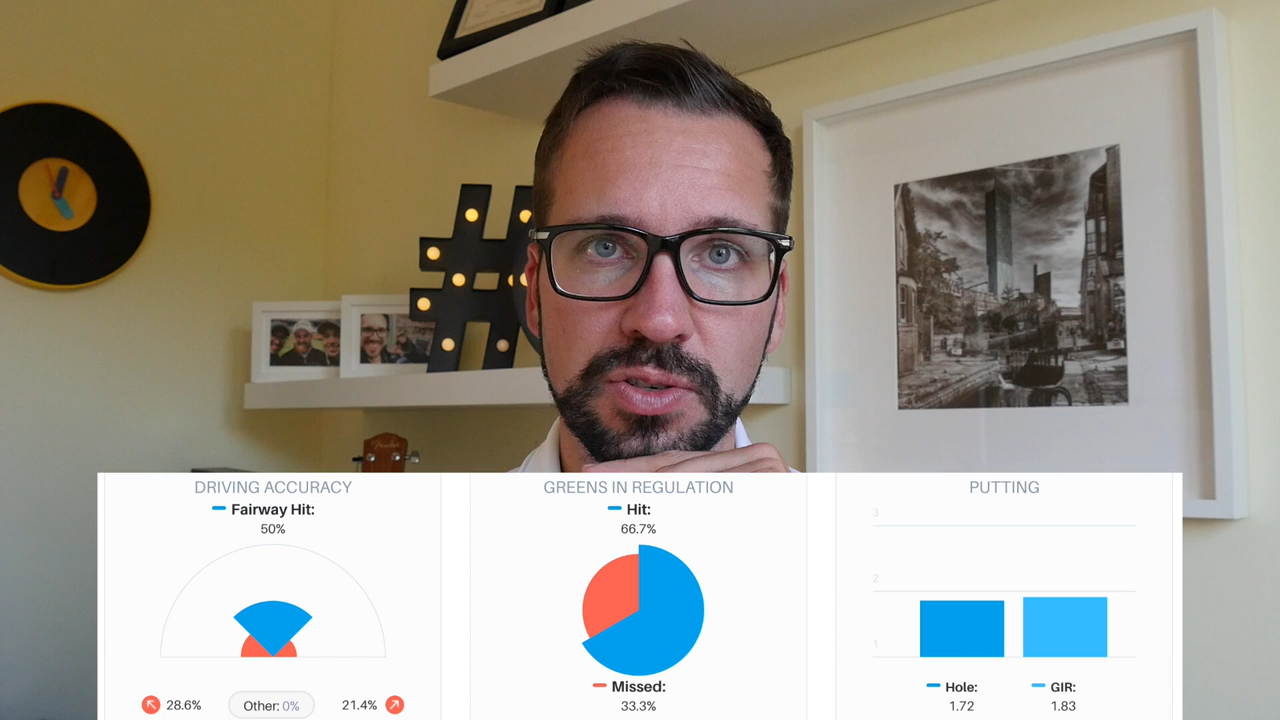 Fender
DRIVING ACCURACY
Fairway Hit:
50%
28.6%
Other: 0%
21.4%
GREENS IN REGULATION
Hit:
66.7%
Missed:
33.3%
PUTTING
3
2
1
Hole:
1.72
GIR:
1.83